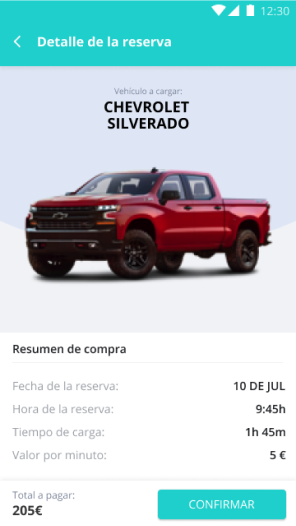 12:30
Detalle de la reserva
Vehículo a cargar:
CHEVROLET
SILVERADO
Resumen de compra
Fecha de la reserva: 10 DE JUL
Hora de la reserva: 9:45h
Tiempo de carga: 1h 45m
Valor por minuto: 5 €
Total a pagar:
205€
CONFIRMAR